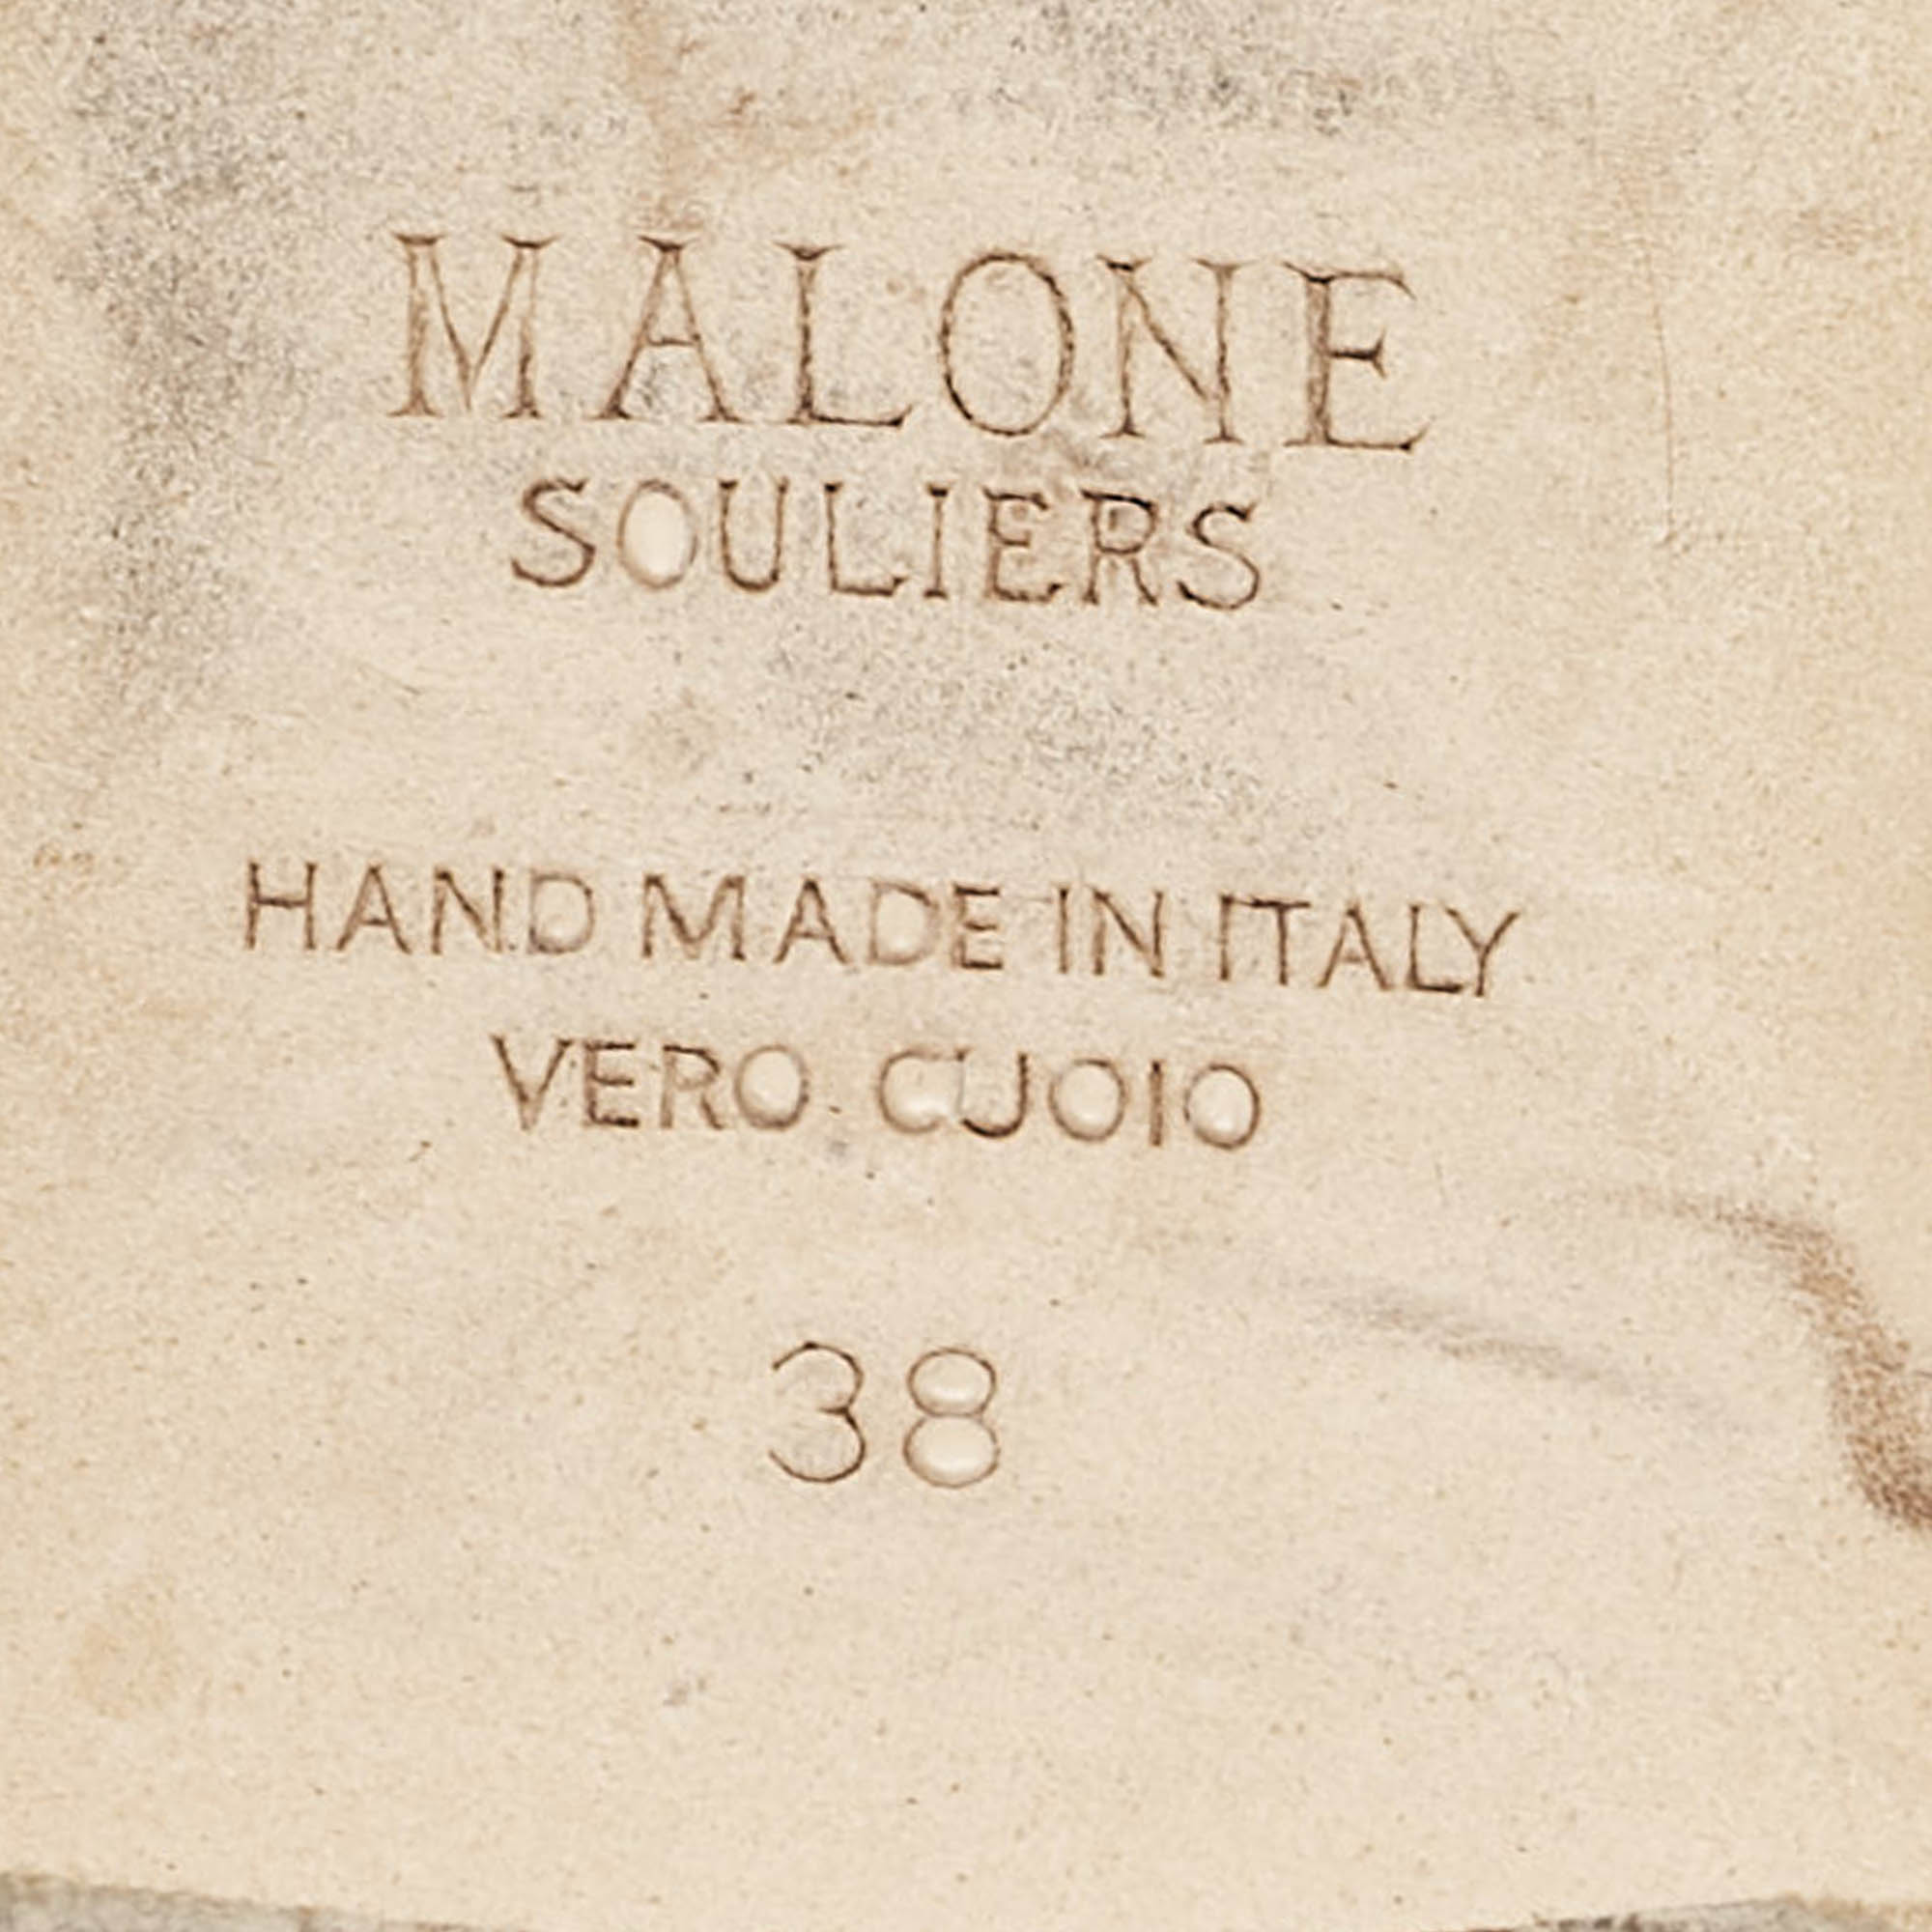 MALONE
SOULIERS
HAND MADE IN ITALY
VERO CUOIO
38